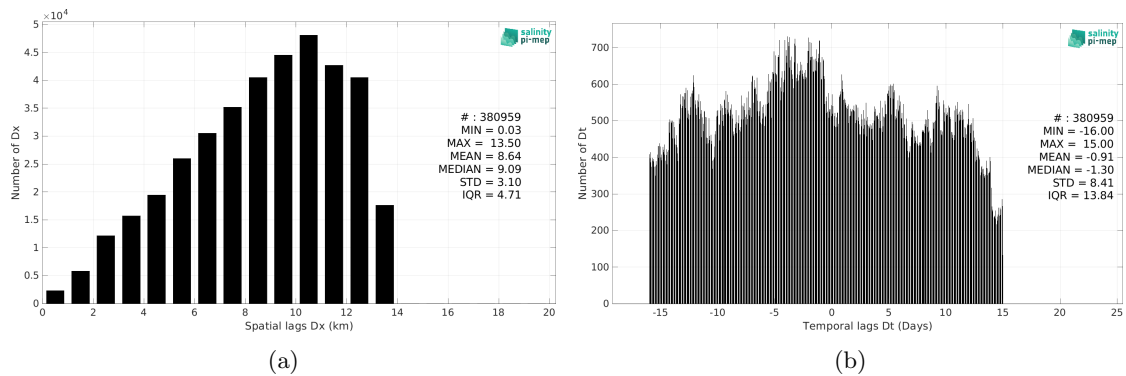 ×10⁴
5
4.5
4
3.5
3
2.5
2
1.5
1
0.5
0
Number of Dx
0 2 4 6 8 10 12 14 16 18 20
Spatial lags Dx (km)
salinity
pi-mep
# : 380959
MIN = 0.03
MAX = 13.50
MEAN = 8.64
MEDIAN = 9.09
STD = 3.10
IQR = 4.71
(a)
700
600
500
400
300
200
100
0
Number of Dt
-15 -10 -5 0 5 10 15 20 25
Temporal lags Dt (Days)
salinity
pi-mep
# : 380959
MIN = -16.00
MAX = 15.00
MEAN = -0.91
MEDIAN = -1.30
STD = 8.41
IQR = 13.84
(b)